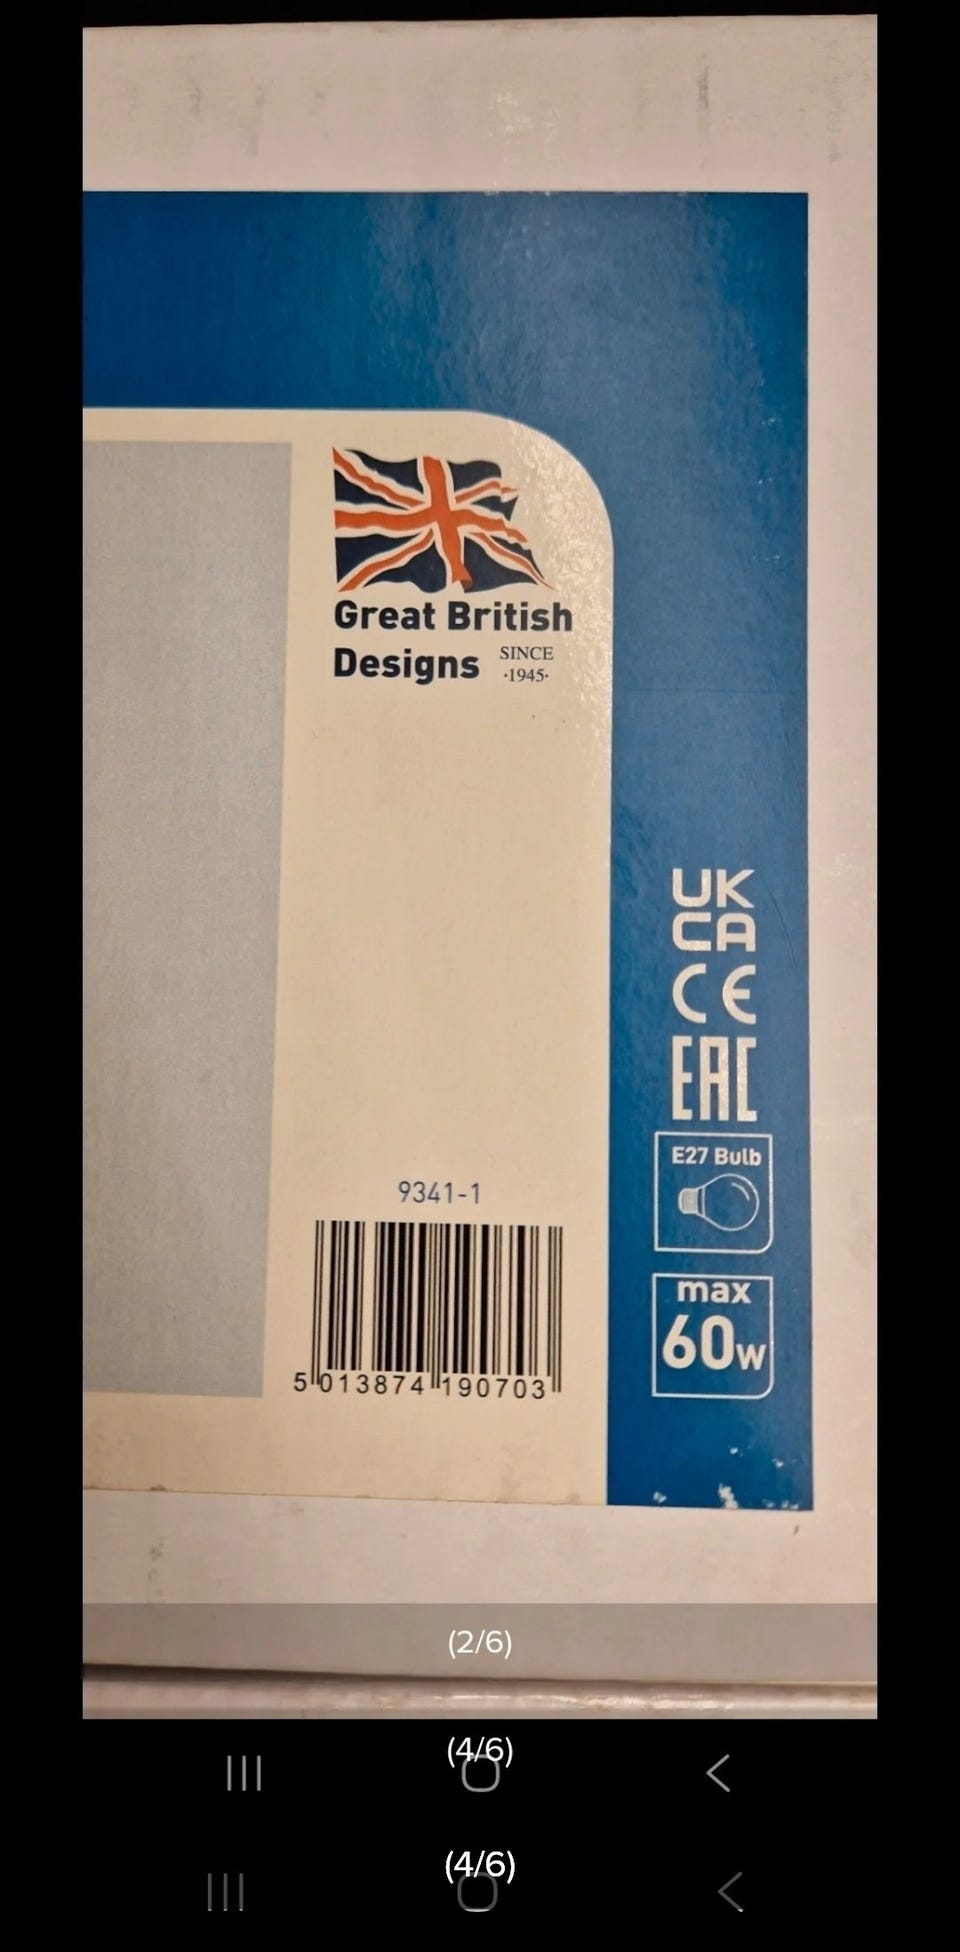 Great British
Designs
SINCE
·1945·
UK
CA
CE
EAC
E27 Bulb
max
60w
9341-1
5 013874 190703
(2/6)
(4/6)
(4/6)